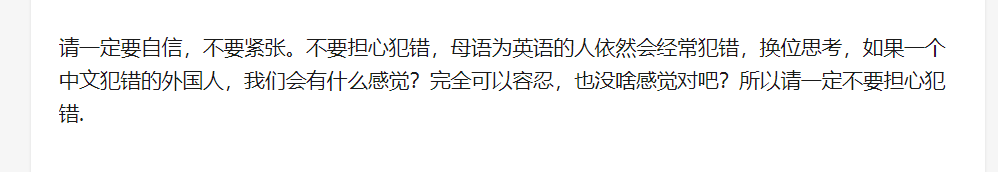 请一定要自信，不要紧张。不要担心犯错，母语为英语的人依然会经常犯错，换位思考，如果一个
中文犯错的外国人，我们会有什么感觉？完全可以容忍，也没啥感觉对吧？所以请一定不要担心犯
错.